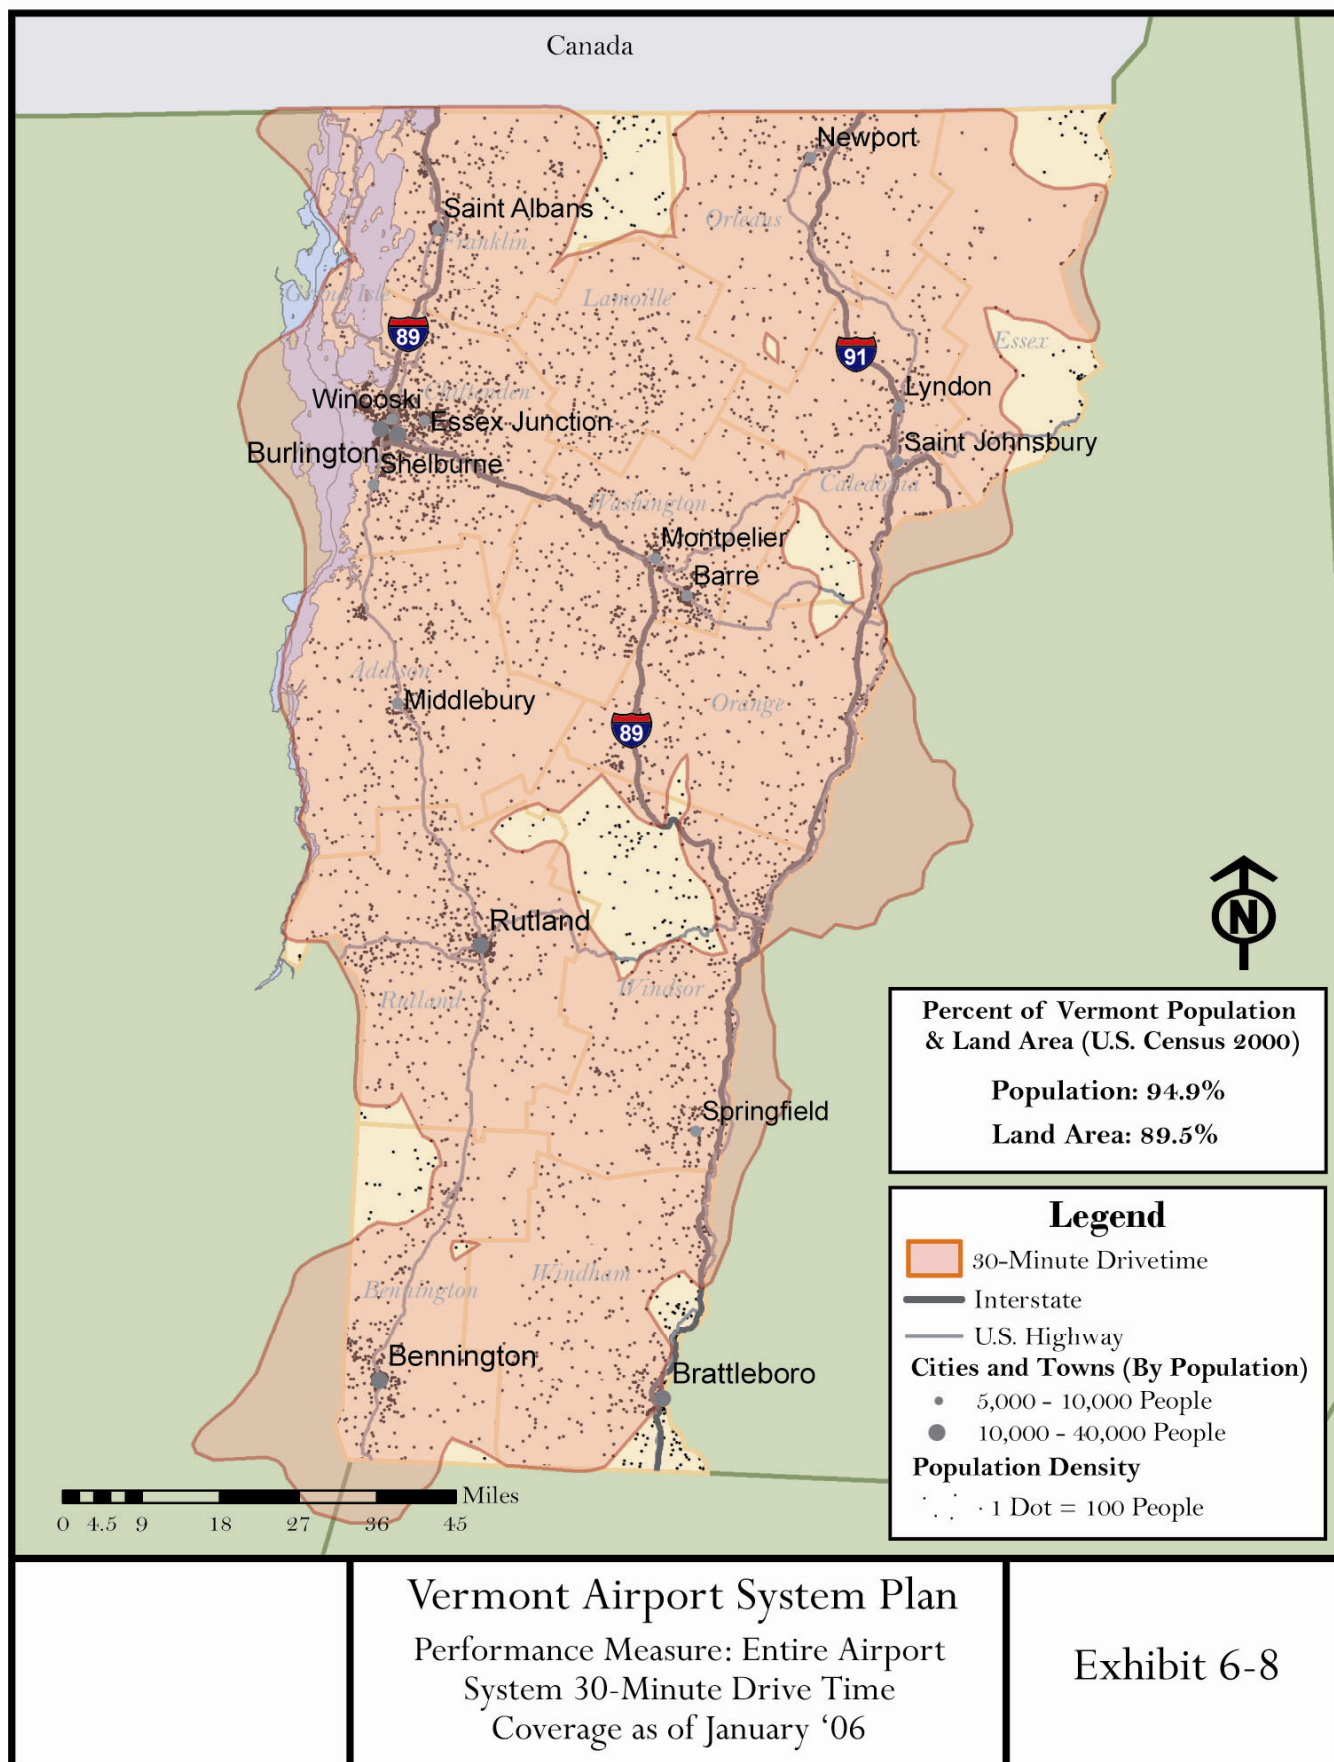 Canada
Newport
Saint Albans
Orleans
Franklin
Grand Isle
Lamoille
89
Essex
91
Chittenden
Lyndon
Winooski
Essex Junction
Saint Johnsbury
Burlington
Shelburne
Caledonia
Washington
Montpelier
Barre
Addison
Middlebury
Orange
89
Rutland
N
Windsor
Rutland
Percent of Vermont Population
& Land Area (U.S. Census 2000)
Population: 94.9%
Land Area: 89.5%
Springfield
Legend
30-Minute Drivetime
Interstate
U.S. Highway
Cities and Towns (By Population)
5,000 - 10,000 People
10,000 - 40,000 People
Population Density
1 Dot = 100 People
Windham
Bennington
Bennington
Brattleboro
Miles
0 4.5 9 18 27 36 45
Vermont Airport System Plan
Performance Measure: Entire Airport
System 30-Minute Drive Time
Coverage as of January ‘06
Exhibit 6-8